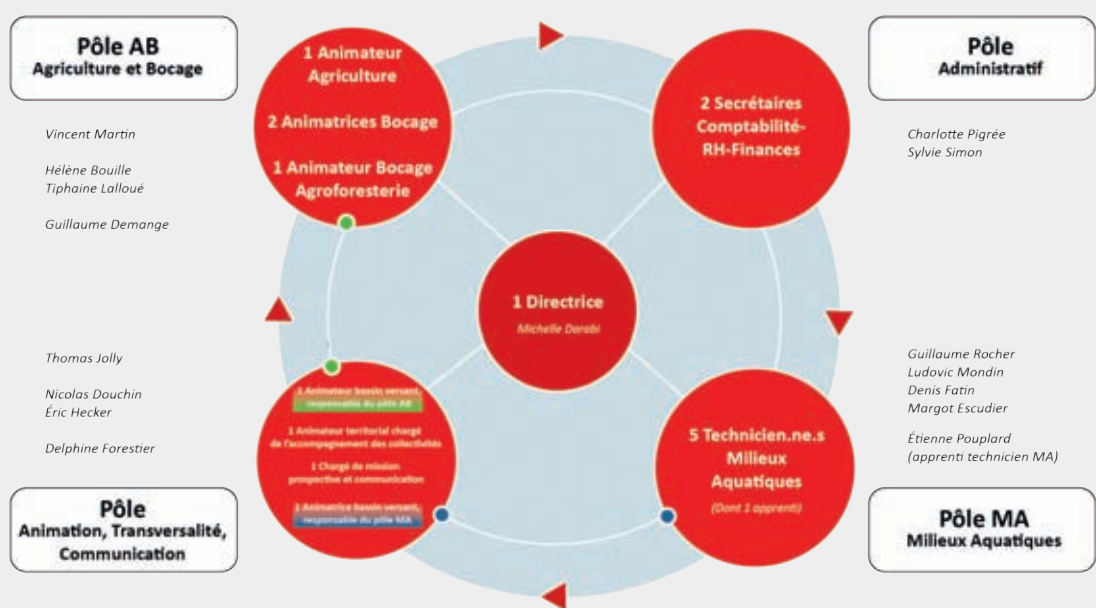 Pôle AB
Agriculture et Bocage
Vincent Martin
Hélène Bouille
Tiphaine Lalloué
Guillaume Demange
1 Animateur
Agriculture
2 Animatrices Bocage
1 Animateur Bocage
Agroforesterie
2 Secrétaires
Comptabilité-
RH-Finances
Pôle
Administratif
Charlotte Pigrée
Sylvie Simon
1 Directrice
Michelle Darabi
Thomas Jolly
Nicolas Douchin
Éric Hecker
Delphine Forestier
Pôle
Animation, Transversalité,
Communication
1 Animateur bassin versant,
responsable du pôle AB
1 Animateur territorial chargé
de l'accompagnement des collectivités
1 Chargé de mission
prospective et communication
1 Animatrice bassin versant,
responsable du pôle MA
5 Technicien.ne.s
Milieux
Aquatiques
(Dont 1 apprenti)
Guillaume Rocher
Ludovic Mondin
Denis Fatin
Margot Escudier
Étienne Pouplard
(apprenti technicien MA)
Pôle MA
Milieux Aquatiques